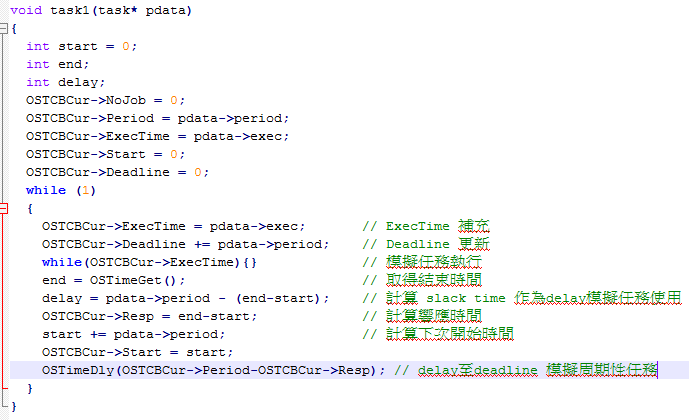 void task1(task* pdata)
{
int start = 0;
int end;
int delay;
OSTCBCur->NoJob = 0;
OSTCBCur->Period = pdata->period;
OSTCBCur->ExecTime = pdata->exec;
OSTCBCur->Start = 0;
OSTCBCur->Deadline = 0;
while (1)
{
OSTCBCur->ExecTime = pdata->exec; // ExecTime 補充
OSTCBCur->Deadline += pdata->period; // Deadline 更新
while(OSTCBCur->ExecTime){} // 模擬任務執行
end = OSTimeGet(); // 取得結束時間
delay = pdata->period - (end-start); // 計算 slack time 作為delay模擬任務使用
OSTCBCur->Resp = end-start; // 計算響應時間
start += pdata->period; // 計算下次開始時間
OSTCBCur->Start = start;
OSTimeDly(OSTCBCur->Period-OSTCBCur->Resp); // delay至deadline 模擬周期性任務
}
}